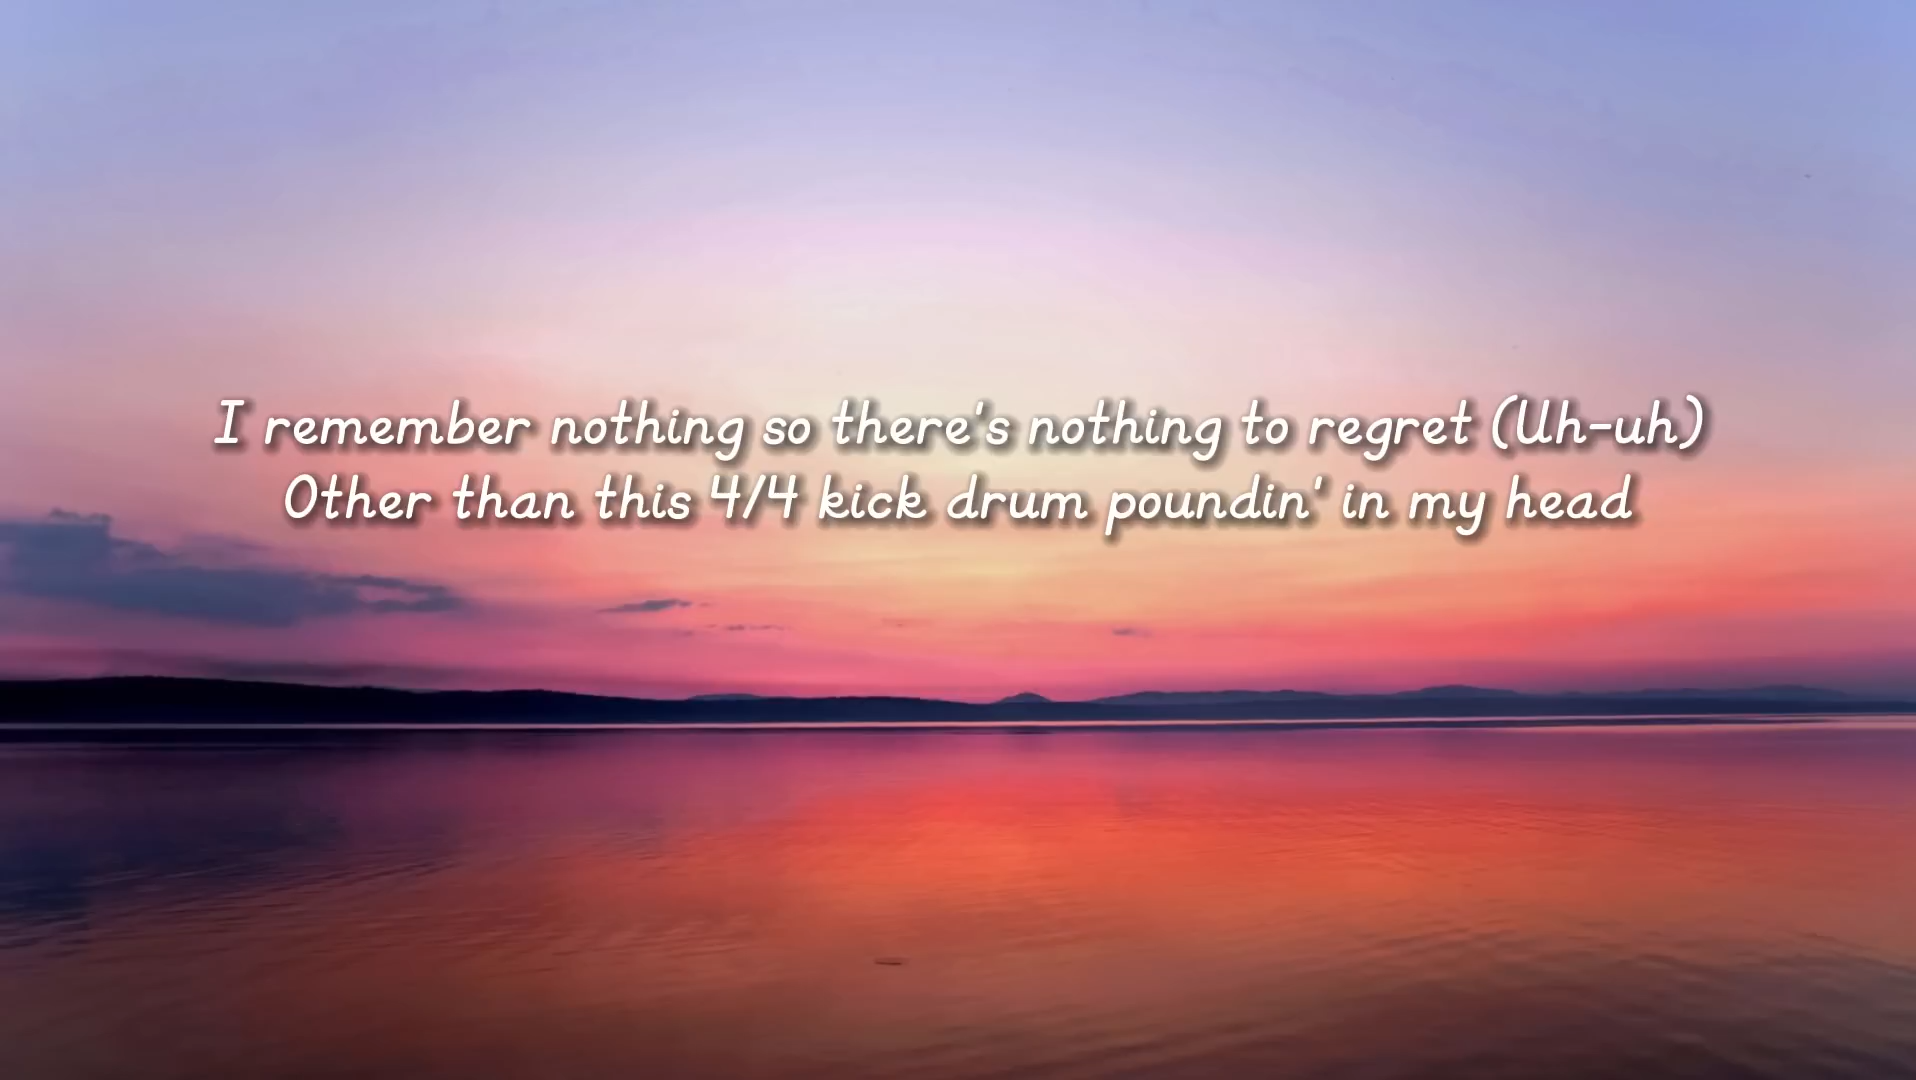 I remember nothing so there's nothing to regret (Uh-uh)
Other than this 4/4 kick drum poundin' in my head